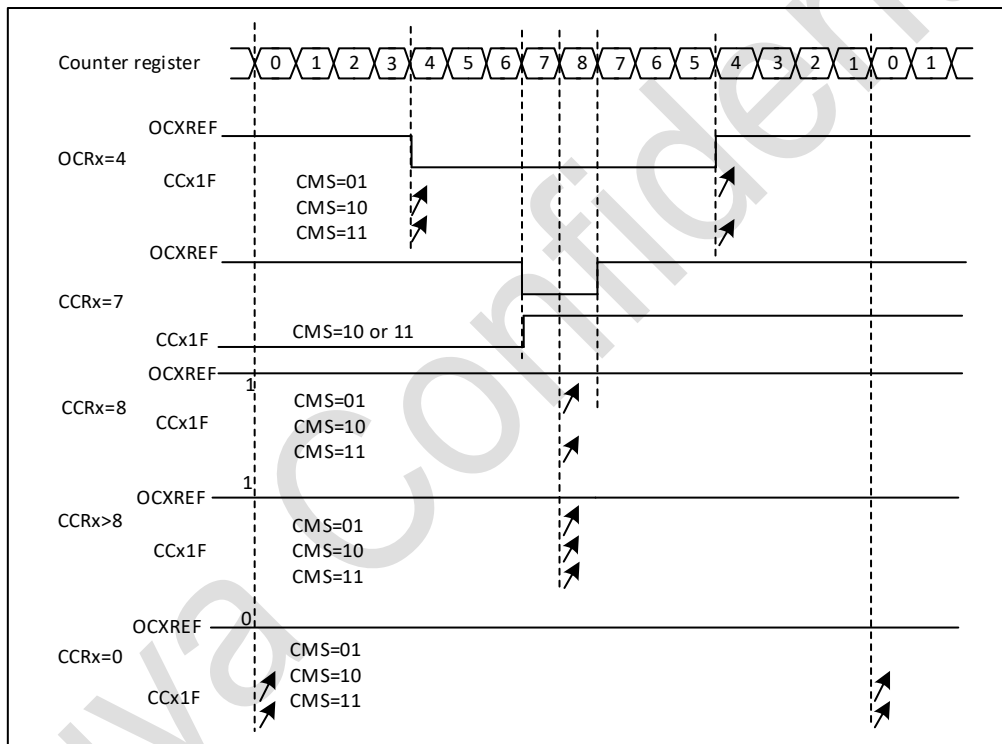 Counter register 0 1 2 3 4 5 6 7 8 7 6 5 4 3 2 1 0 1
OCXREF
OCRx=4
CCx1F
CMS=01
CMS=10
CMS=11
OCXREF
CCRx=7
CCx1F
CMS=10 or 11
OCXREF
1
CCRx=8
CCx1F
CMS=01
CMS=10
CMS=11
OCXREF
1
CCRx>8
CCx1F
CMS=01
CMS=10
CMS=11
OCXREF
0
CCRx=0
CCx1F
CMS=01
CMS=10
CMS=11